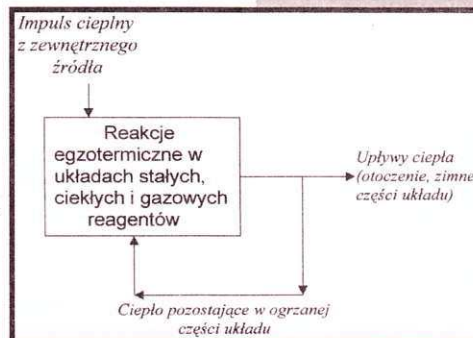 Impuls cieplny
z zewnętrznego
źródła
Reakcje
egzotermiczne w
układach stałych,
ciekłych i gazowych
reagentów
Upływy ciepła
(otoczenie, zimne
części układu)
Ciepło pozostające w ogrzanej
części układu